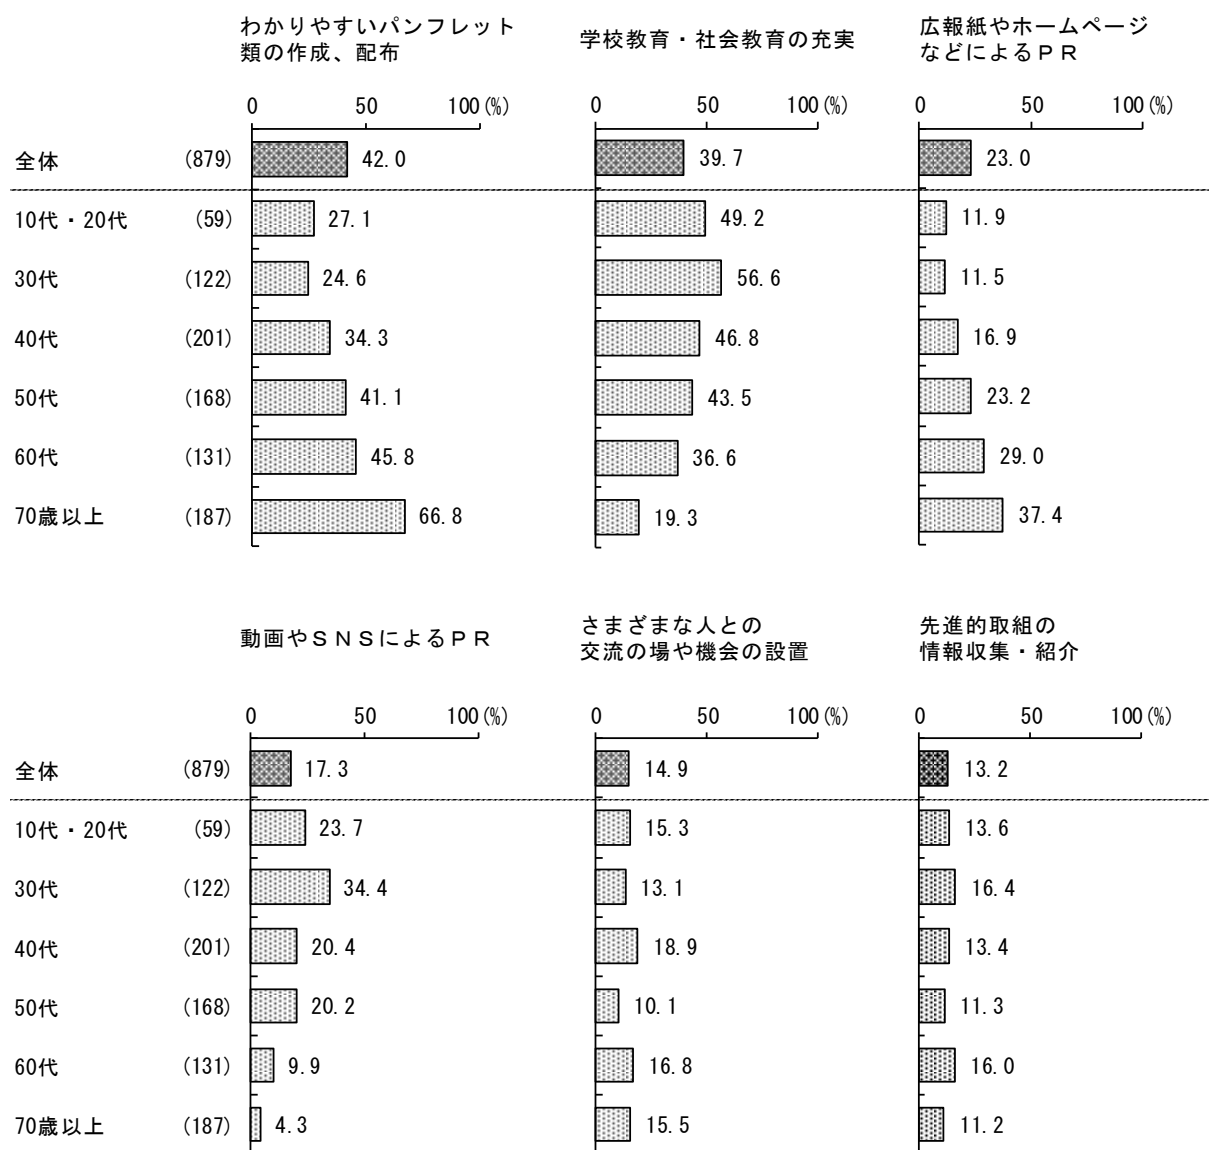 わかりやすいパンフレット
類の作成、配布
学校教育・社会教育の充実
広報紙やホームページ
などによるＰＲ
0 50 100(%) 0 50 100(%) 0 50 100(%)
全体 (879) 42.0 39.7 23.0
10代・20代 (59) 27.1 49.2 11.9
30代 (122) 24.6 56.6 11.5
40代 (201) 34.3 46.8 16.9
50代 (168) 41.1 43.5 23.2
60代 (131) 45.8 36.6 29.0
70歳以上 (187) 66.8 19.3 37.4
動画やＳＮＳによるＰＲ
さまざまな人との
交流の場や機会の設置
先進的取組の
情報収集・紹介
0 50 100(%) 0 50 100(%) 0 50 100(%)
全体 (879) 17.3 14.9 13.2
10代・20代 (59) 23.7 15.3 13.6
30代 (122) 34.4 13.1 16.4
40代 (201) 20.4 18.9 13.4
50代 (168) 20.2 10.1 11.3
60代 (131) 9.9 16.8 16.0
70歳以上 (187) 4.3 15.5 11.2